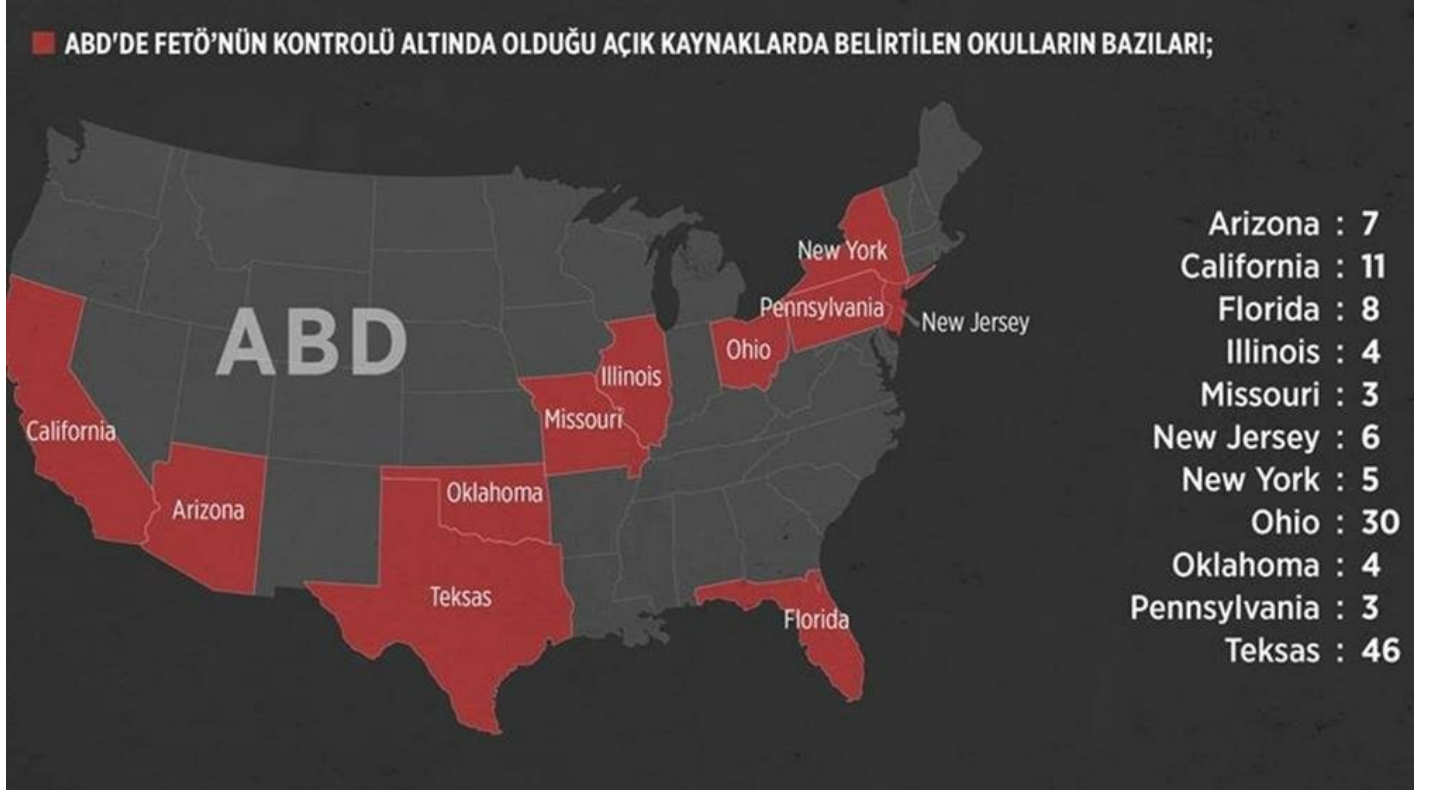 ABD'DE FETÖ’NÜN KONTROLÜ ALTINDA OLDUĞU AÇIK KAYNAKLARDA BELİRTİLEN OKULLARIN BAZILARI;
ABD
New York
Pennsylvania
New Jersey
Ohio
Illinois
Missouri
California
Oklahoma
Arizona
Teksas
Florida
Arizona : 7
California : 11
Florida : 8
Illinois : 4
Missouri : 3
New Jersey : 6
New York : 5
Ohio : 30
Oklahoma : 4
Pennsylvania : 3
Teksas : 46